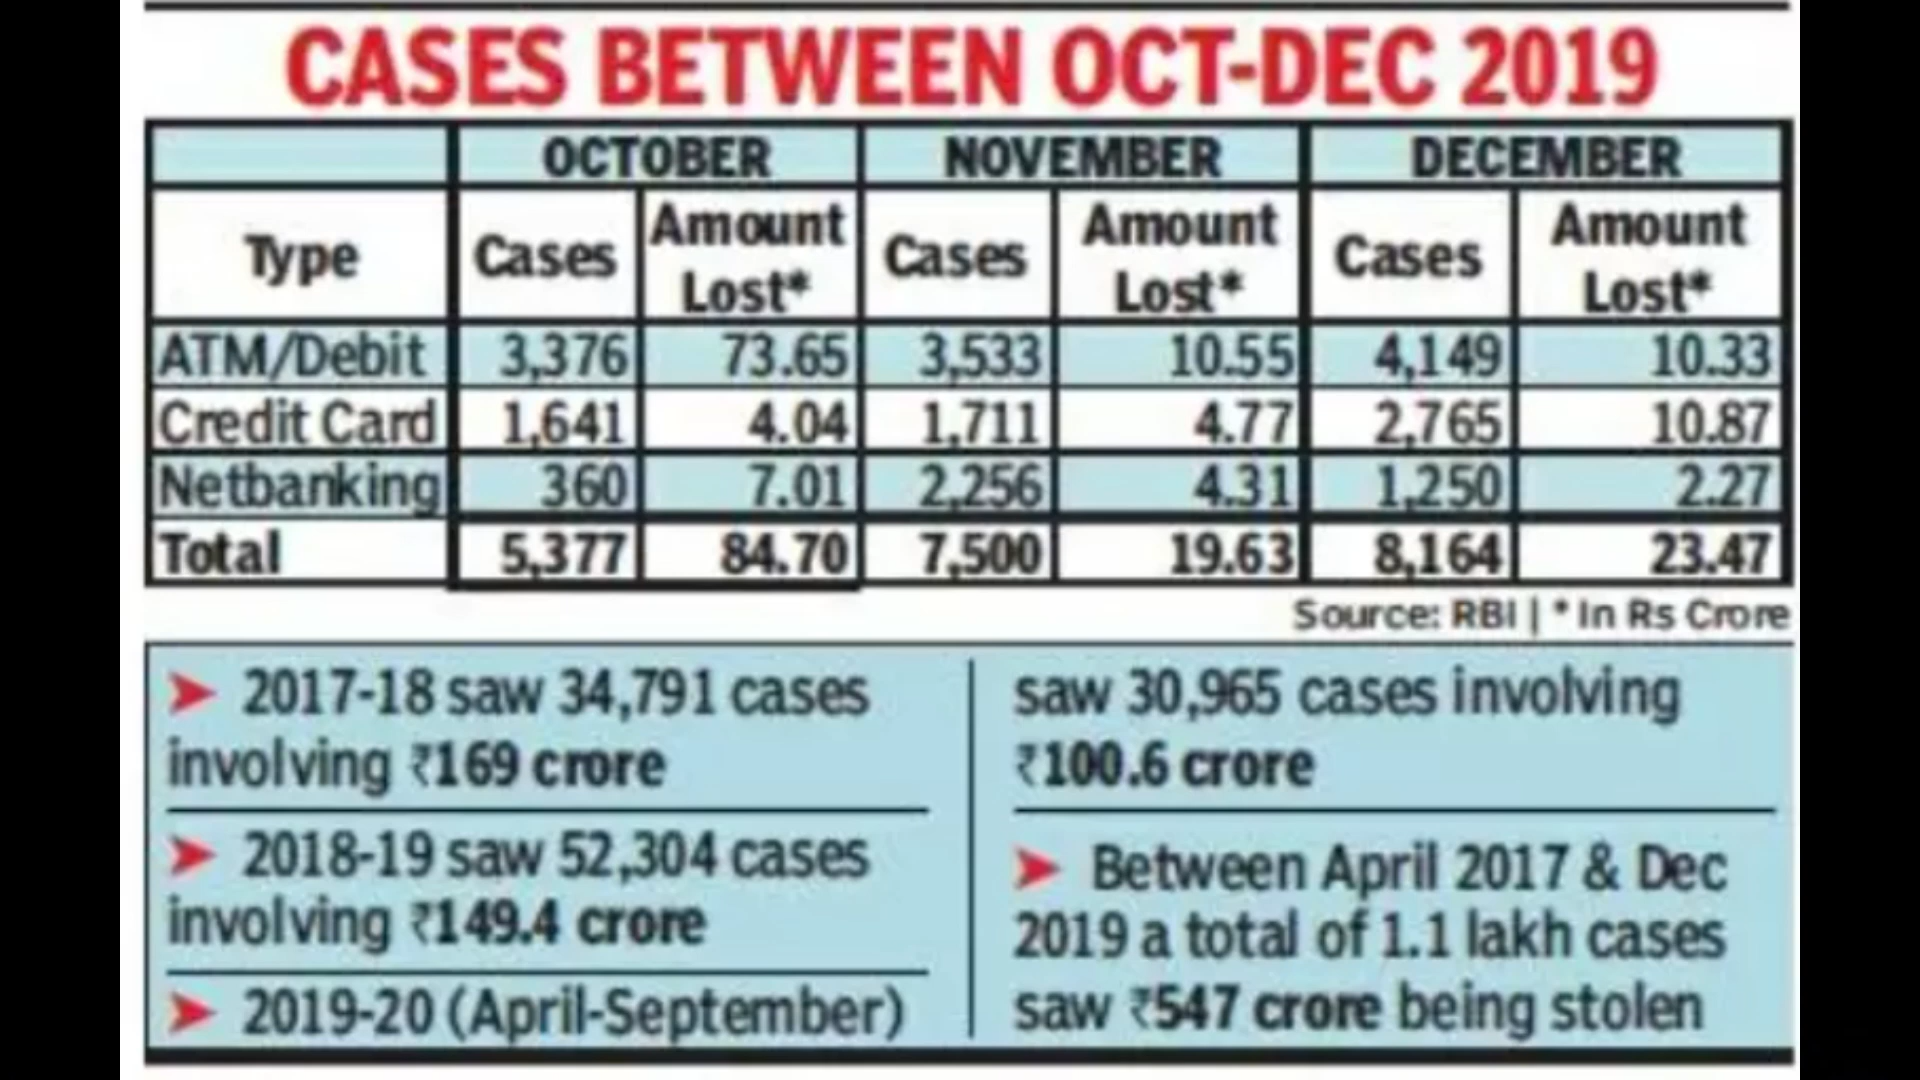 CASES BETWEEN OCT-DEC 2019
OCTOBER NOVEMBER DECEMBER
Type Cases Amount Lost* Cases Amount Lost* Cases Amount Lost*
ATM/Debit 3,376 73.65 3,533 10.55 4,149 10.33
Credit Card 1,641 4.04 1,711 4.77 2,765 10.87
Netbanking 360 7.01 2,256 4.31 1,250 2.27
Total 5,377 84.70 7,500 19.63 8,164 23.47
Source: RBI | * In Rs Crore
➤ 2017-18 saw 34,791 cases
involving ₹169 crore
➤ 2018-19 saw 52,304 cases
involving ₹149.4 crore
➤ 2019-20 (April-September)
saw 30,965 cases involving
₹100.6 crore
➤ Between April 2017 & Dec
2019 a total of 1.1 lakh cases
saw ₹547 crore being stolen